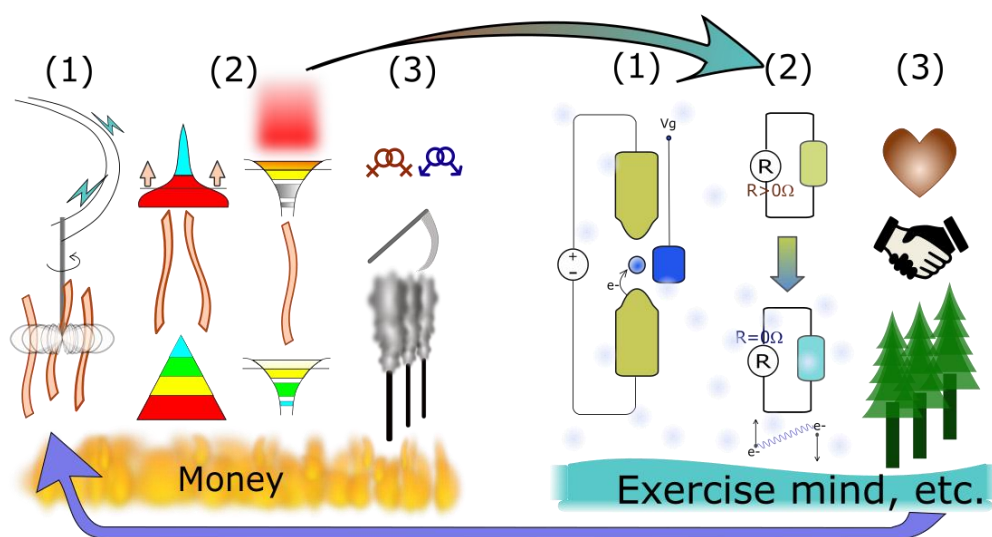 (1)
(2)
(3)
(1)
(2)
(3)
Vg
+
−
e-
R
R>0Ω
R=0Ω
R
e-
e-
Money
Exercise mind, etc.